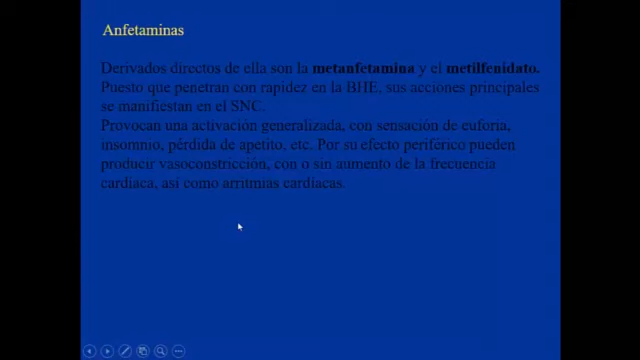 Anfetaminas
Derivados directos de ella son la metanfetamina y el metilfenidato.
Puesto que penetran con rapidez en la BHE, sus acciones principales
se manifiestan en el SNC.
Provocan una activación generalizada, con sensación de euforia,
insomnio, pérdida de apetito, etc. Por su efecto periférico pueden
producir vasoconstricción, con o sin aumento de la frecuencia
cardiaca, así como arritmias cardiacas.